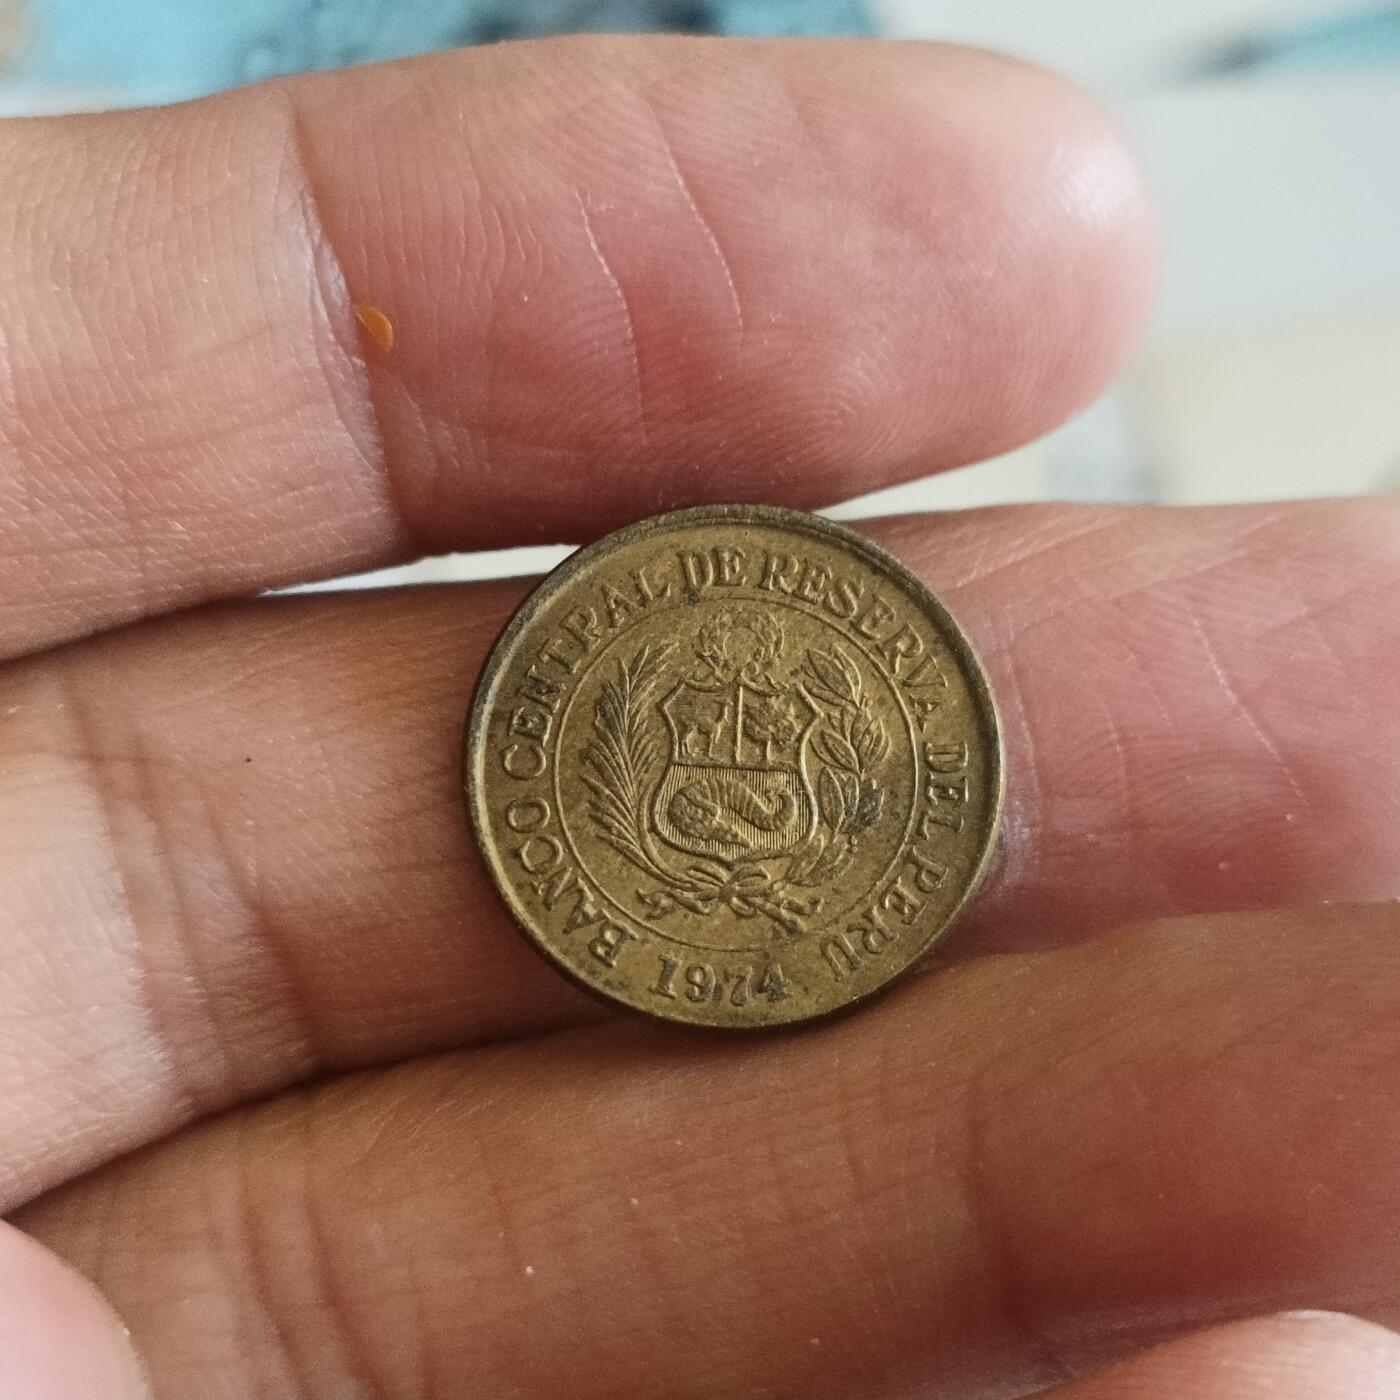 BANCO CENTRAL DE RESERVA DEL PERU
1974